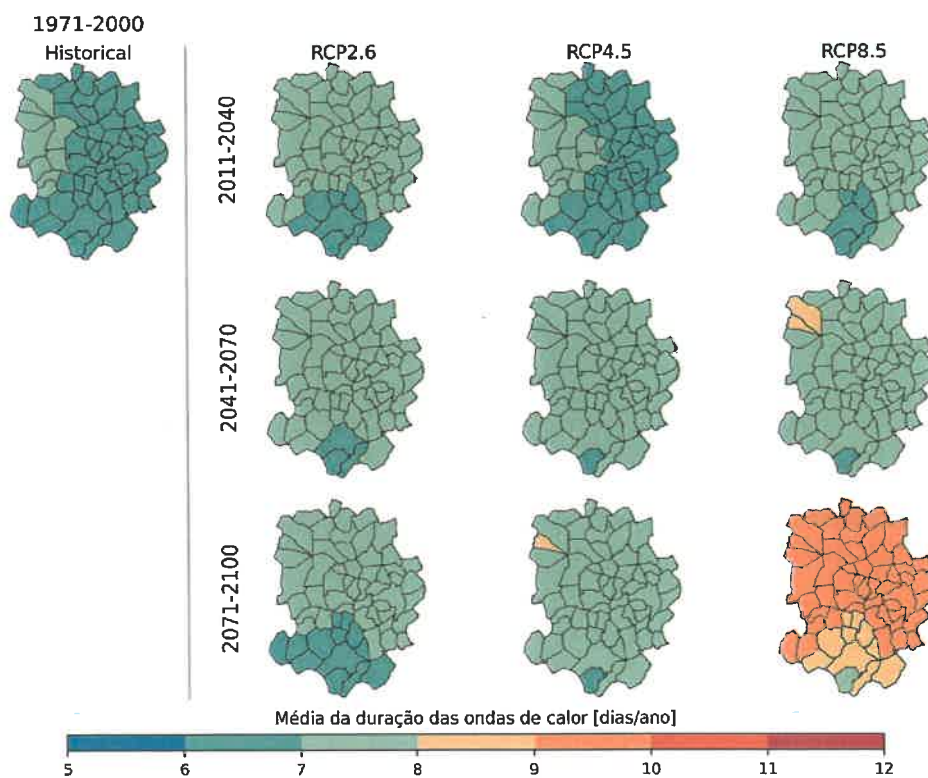 1971-2000
Historical
RCP2.6
RCP4.5
RCP8.5
2011-2040
2041-2070
2071-2100
Média da duração das ondas de calor [dias/ano]
5 6 7 8 9 10 11 12